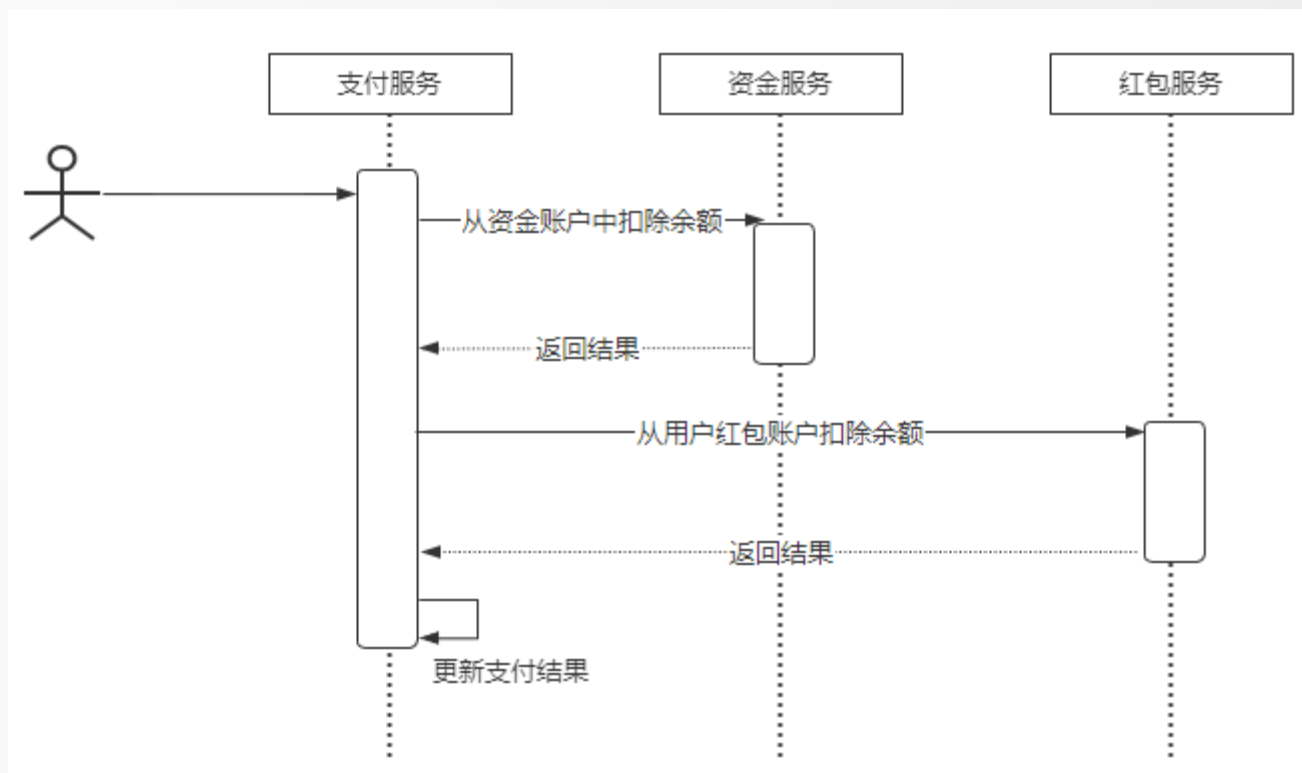 支付服务
资金服务
红包服务
从资金账户中扣除余额
返回结果
从用户红包账户扣除余额
返回结果
更新支付结果